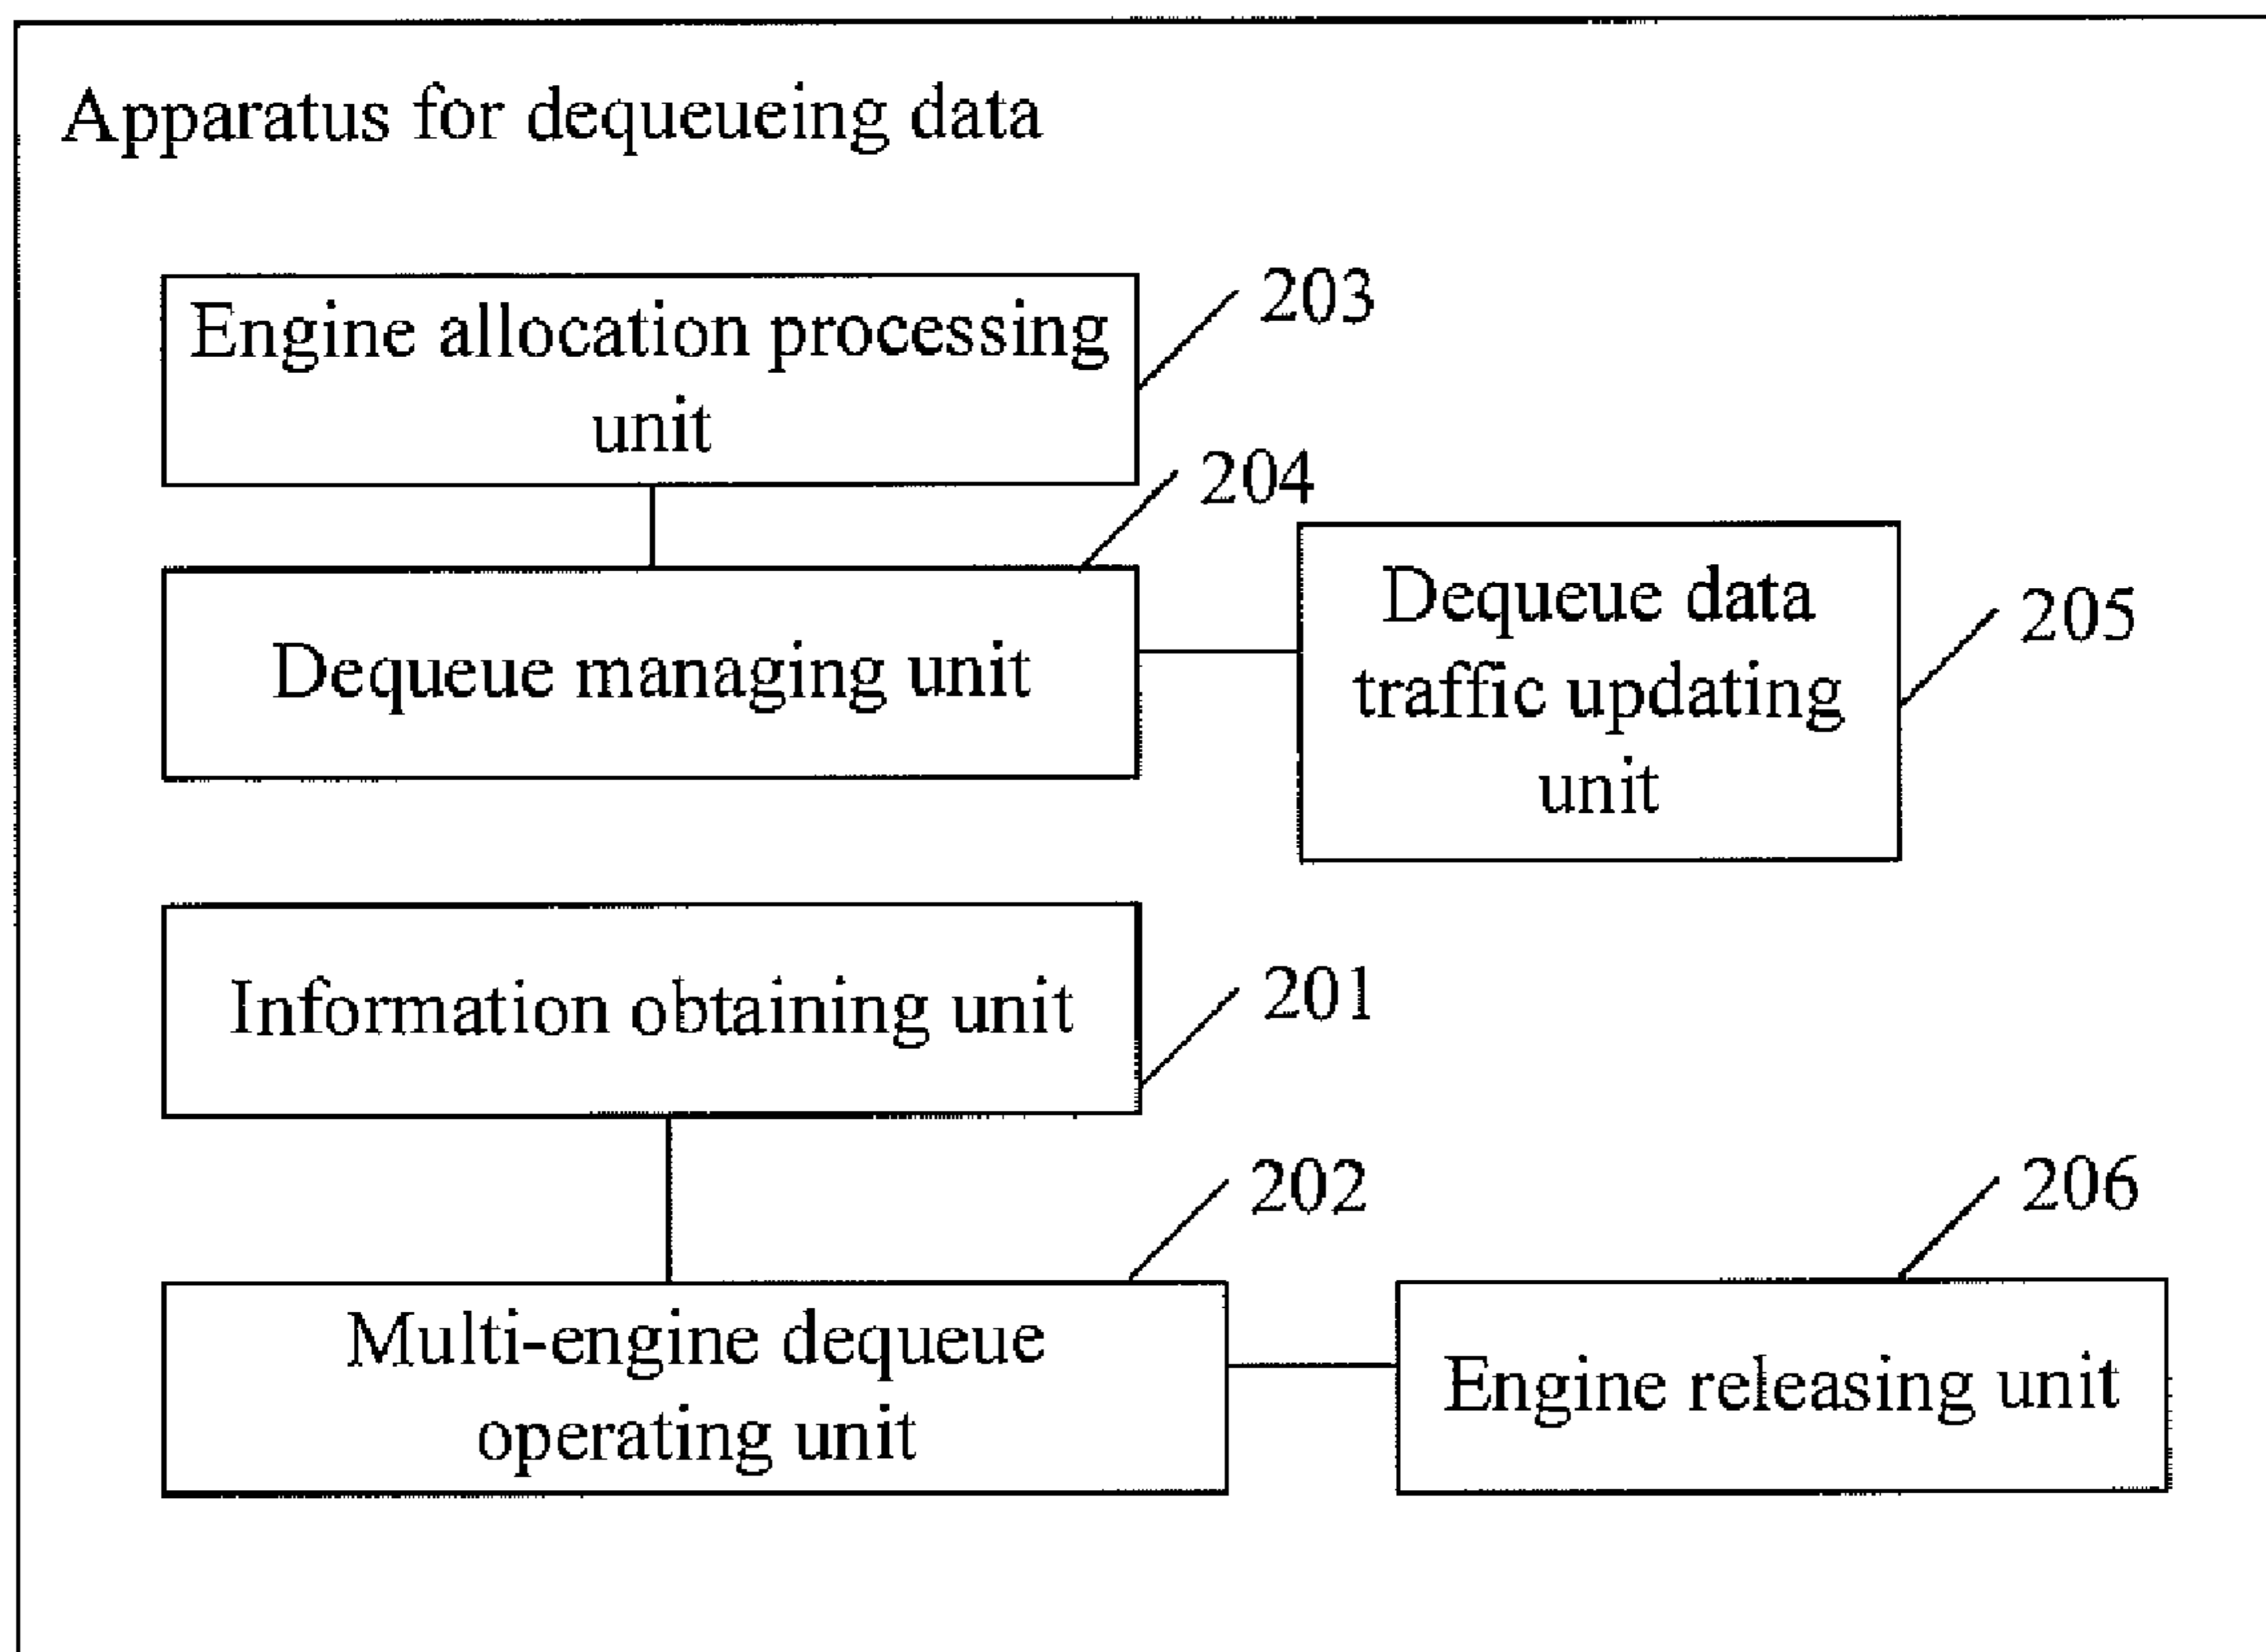 Apparatus for dequeueing data
Engine allocation processing
unit
203
204
Dequeue managing unit
Dequeue data
traffic updating
unit
205
Information obtaining unit
201
202
Multi-engine dequeue
operating unit
206
Engine releasing unit